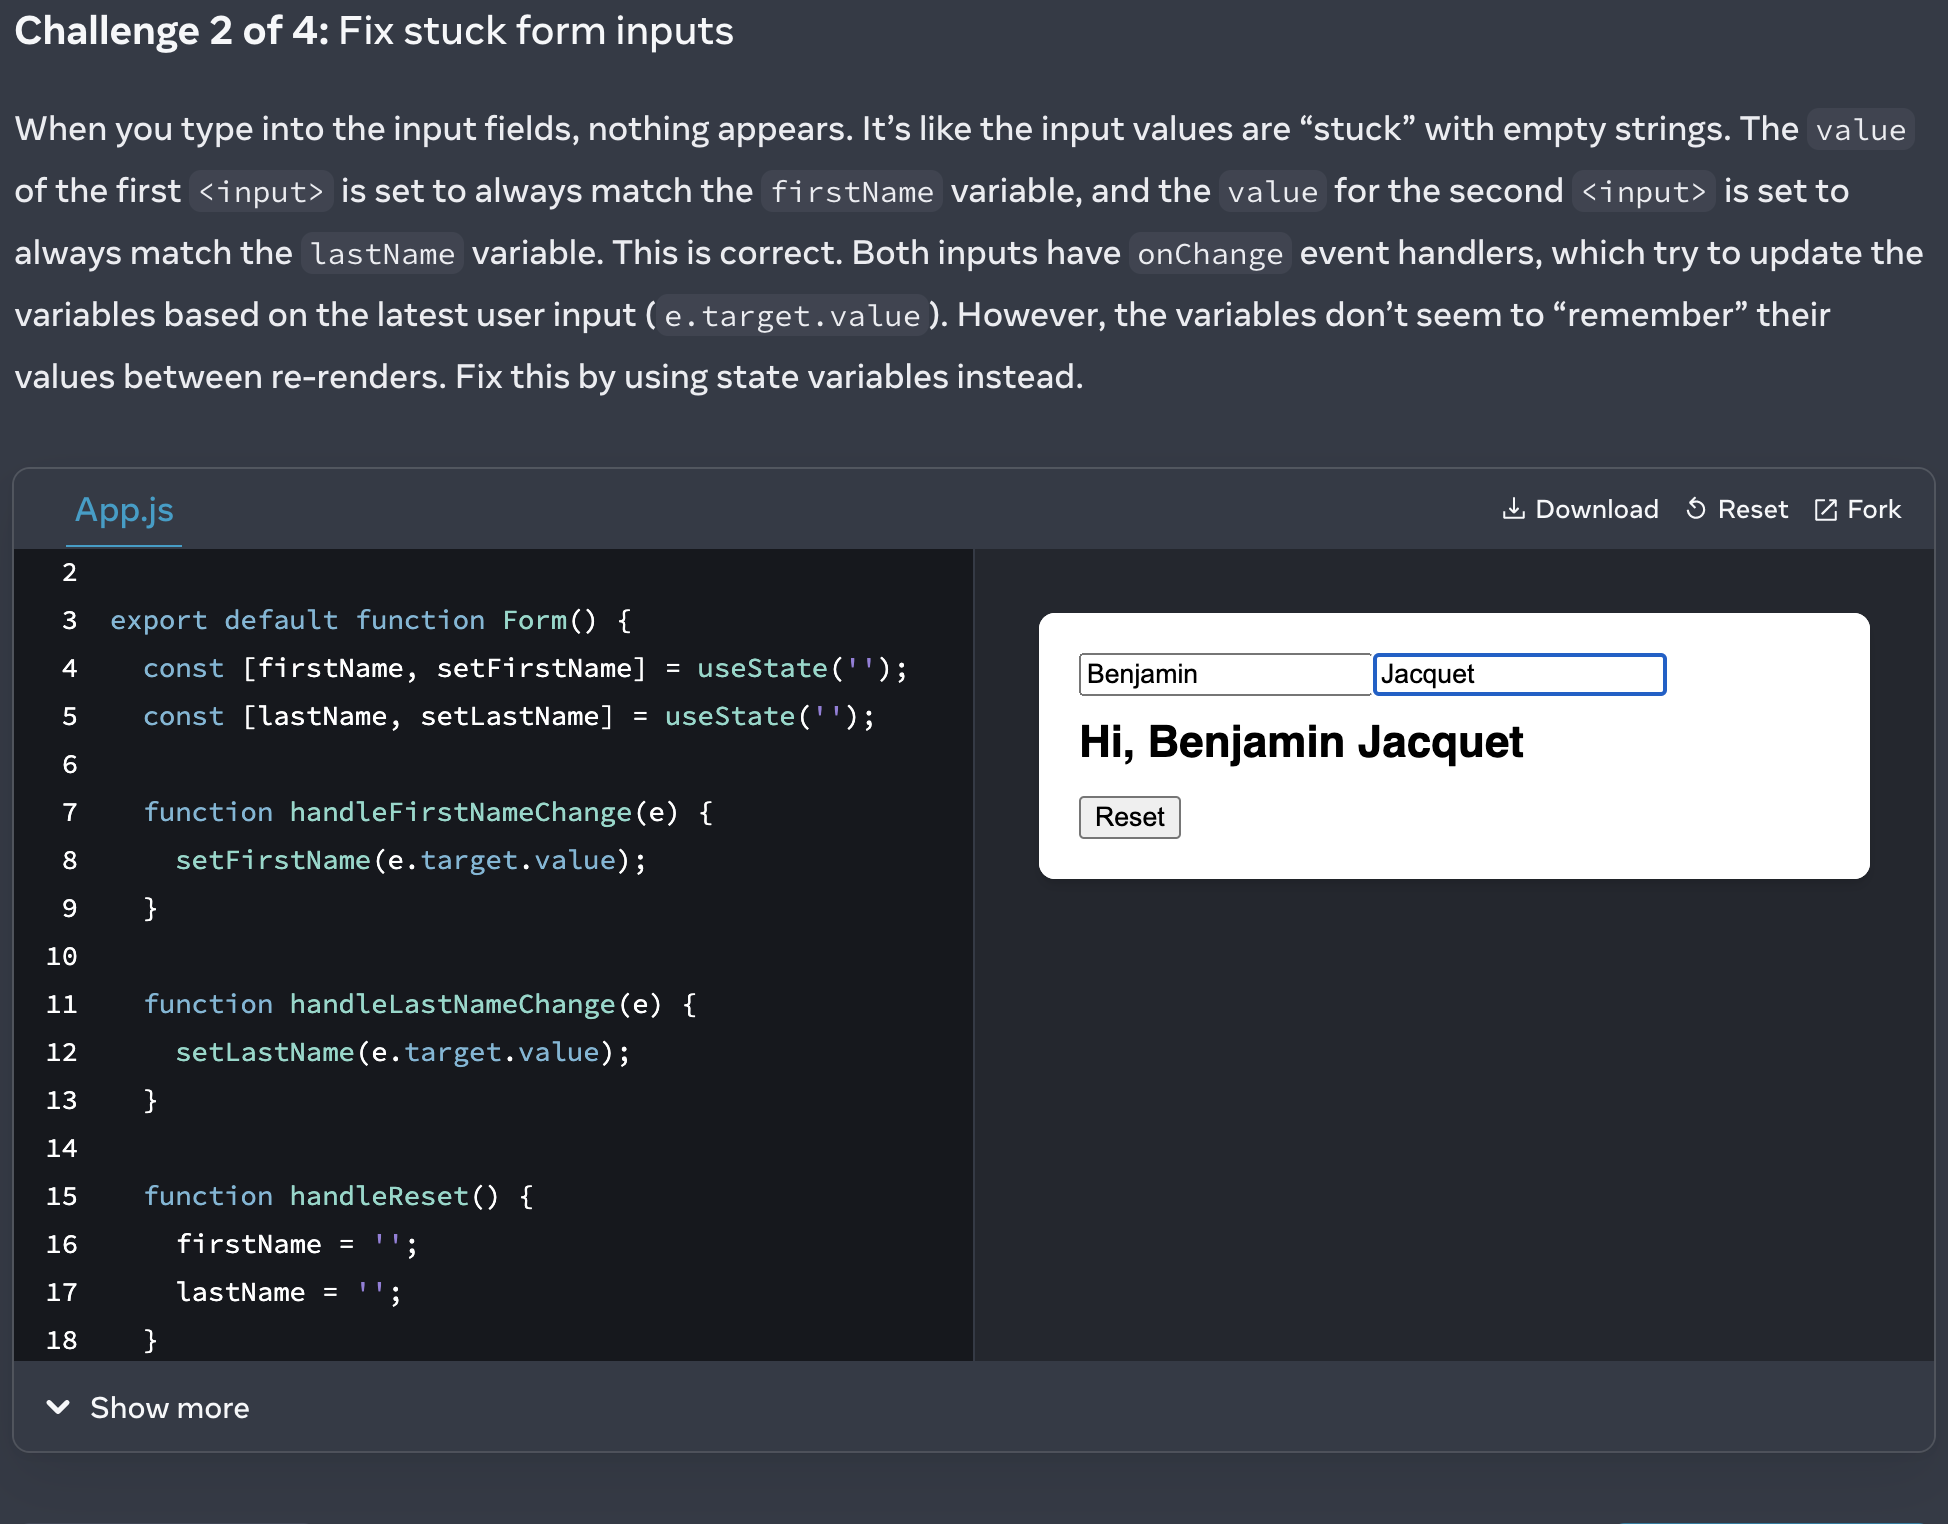 Challenge 2 of 4: Fix stuck form inputs
When you type into the input fields, nothing appears. It’s like the input values are “stuck” with empty strings. The value
of the first <input> is set to always match the firstName variable, and the value for the second <input> is set to
always match the lastName variable. This is correct. Both inputs have onChange event handlers, which try to update the
variables based on the latest user input (e.target.value). However, the variables don’t seem to “remember” their
values between re-renders. Fix this by using state variables instead.
App.js
Download Reset Fork
2
3 export default function Form() {
4   const [firstName, setFirstName] = useState('');
5   const [lastName, setLastName] = useState('');
6
7   function handleFirstNameChange(e) {
8     setFirstName(e.target.value);
9   }
10
11   function handleLastNameChange(e) {
12     setLastName(e.target.value);
13   }
14
15   function handleReset() {
16     firstName = '';
17     lastName = '';
18   }
Benjamin Jacquet
Hi, Benjamin Jacquet
Reset
Show more